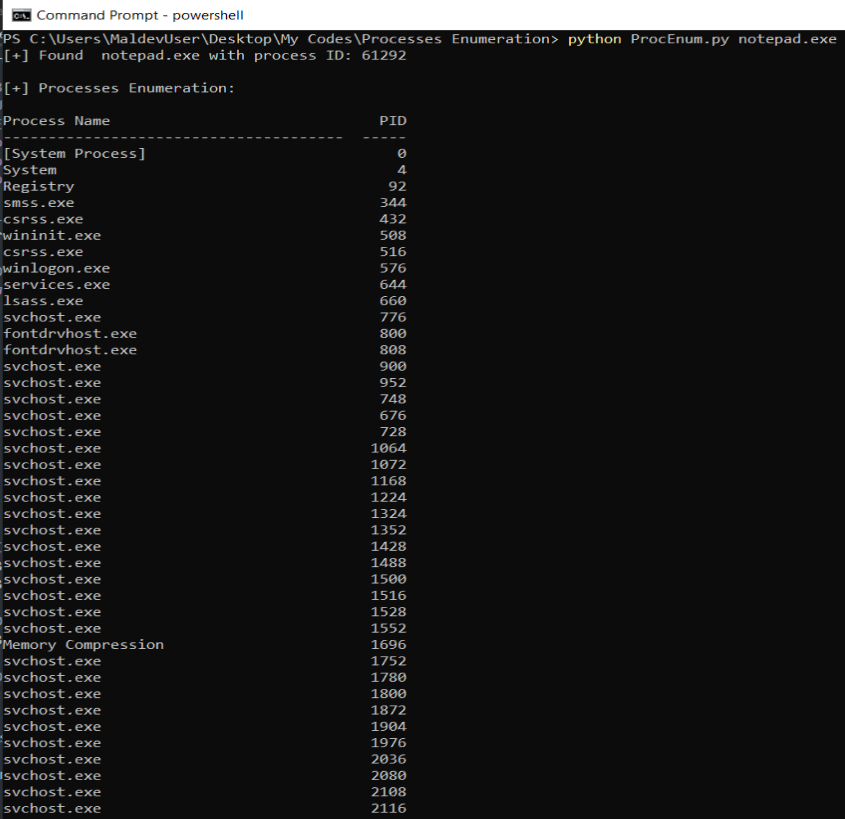 Command Prompt - powershell
PS C:\Users\MaldevUser\Desktop\My Codes\Processes Enumeration> python ProcEnum.py notepad.exe
[+] Found  notepad.exe with process ID: 61292
[+] Processes Enumeration:
Process Name                              PID
-------------------------------------- -----
[System Process]                            0
System                                      4
Registry                                   92
smss.exe                                  344
csrss.exe                                 432
wininit.exe                               508
csrss.exe                                 516
winlogon.exe                              576
services.exe                              644
lsass.exe                                 660
svchost.exe                               776
fontdrvhost.exe                           800
fontdrvhost.exe                           808
svchost.exe                               900
svchost.exe                               952
svchost.exe                               748
svchost.exe                               676
svchost.exe                               728
svchost.exe                              1064
svchost.exe                              1072
svchost.exe                              1168
svchost.exe                              1224
svchost.exe                              1324
svchost.exe                              1352
svchost.exe                              1428
svchost.exe                              1488
svchost.exe                              1500
svchost.exe                              1516
svchost.exe                              1528
svchost.exe                              1552
Memory Compression                       1696
svchost.exe                              1752
svchost.exe                              1780
svchost.exe                              1800
svchost.exe                              1872
svchost.exe                              1904
svchost.exe                              1976
svchost.exe                              2036
svchost.exe                              2080
svchost.exe                              2108
svchost.exe                              2116